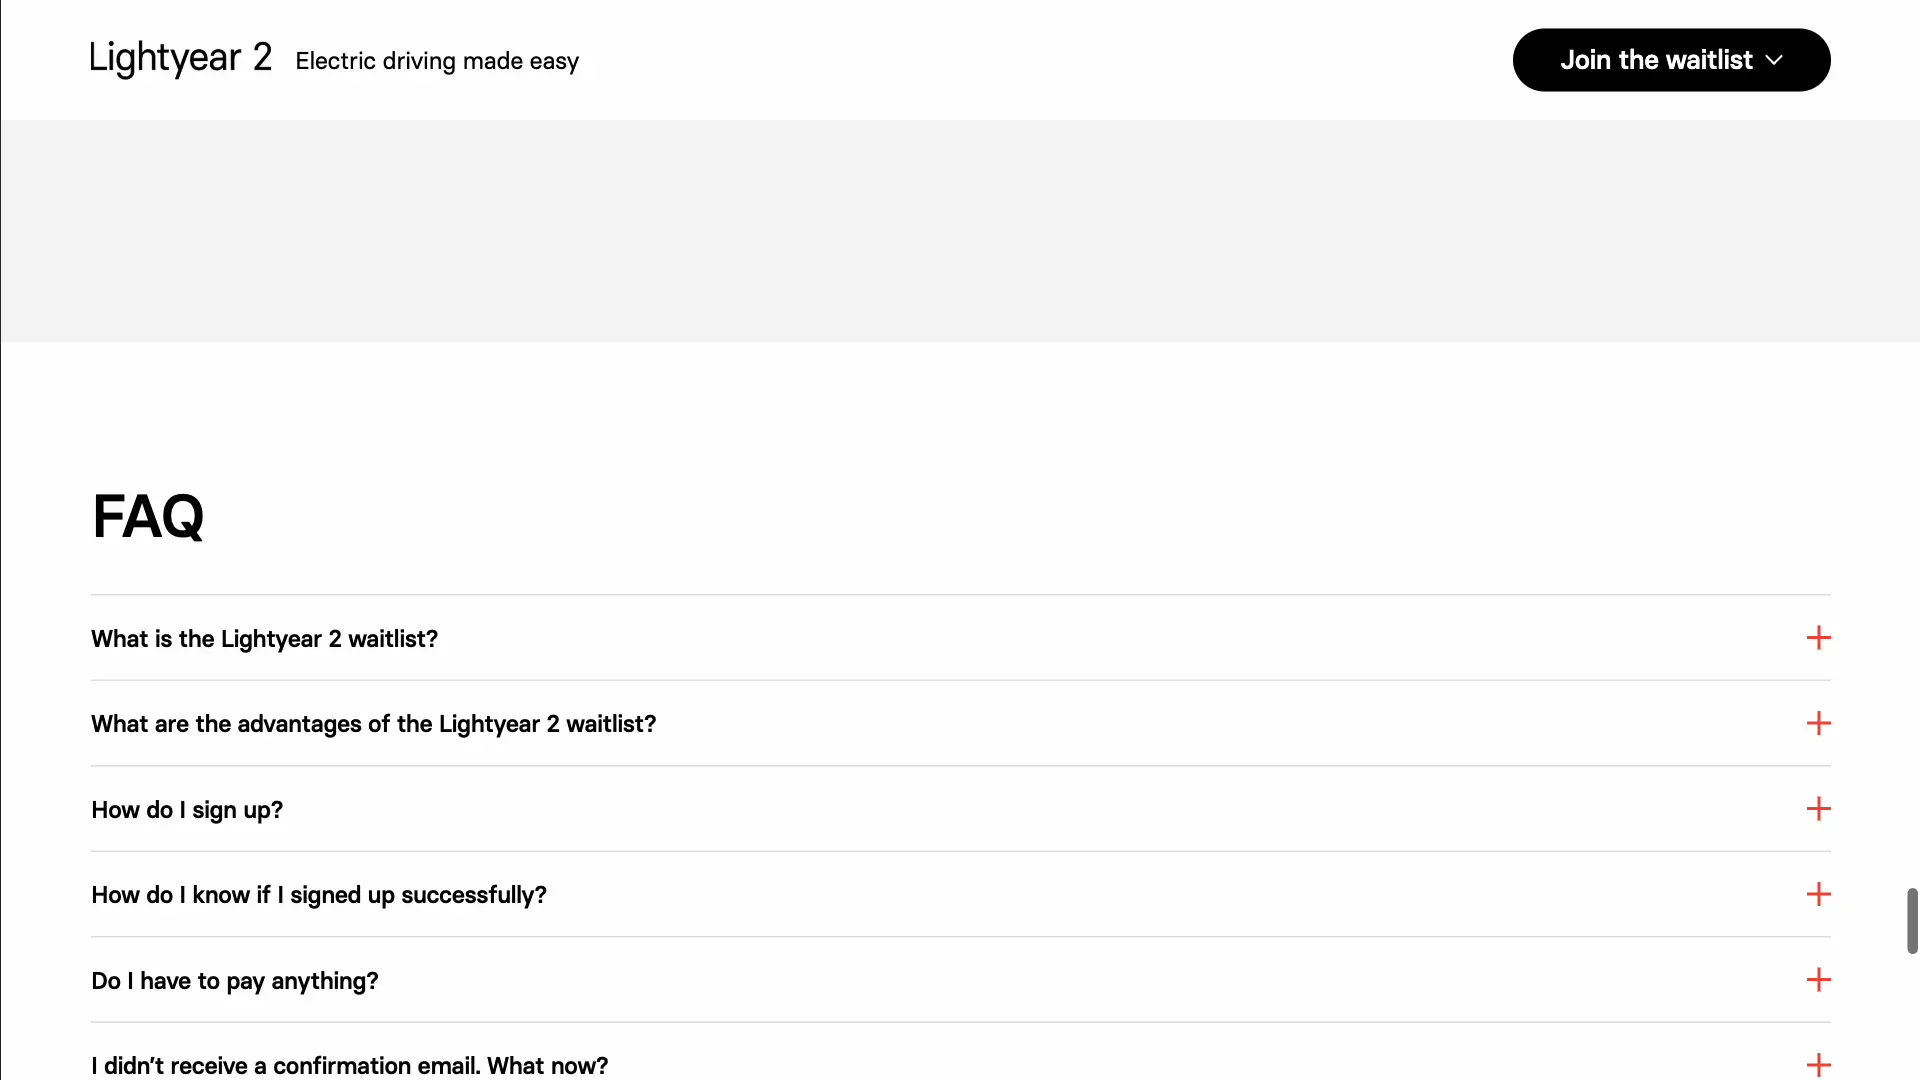 Lightyear 2 Electric driving made easy
Join the waitlist
FAQ
What is the Lightyear 2 waitlist?
What are the advantages of the Lightyear 2 waitlist?
How do I sign up?
How do I know if I signed up successfully?
Do I have to pay anything?
I didn’t receive a confirmation email. What now?